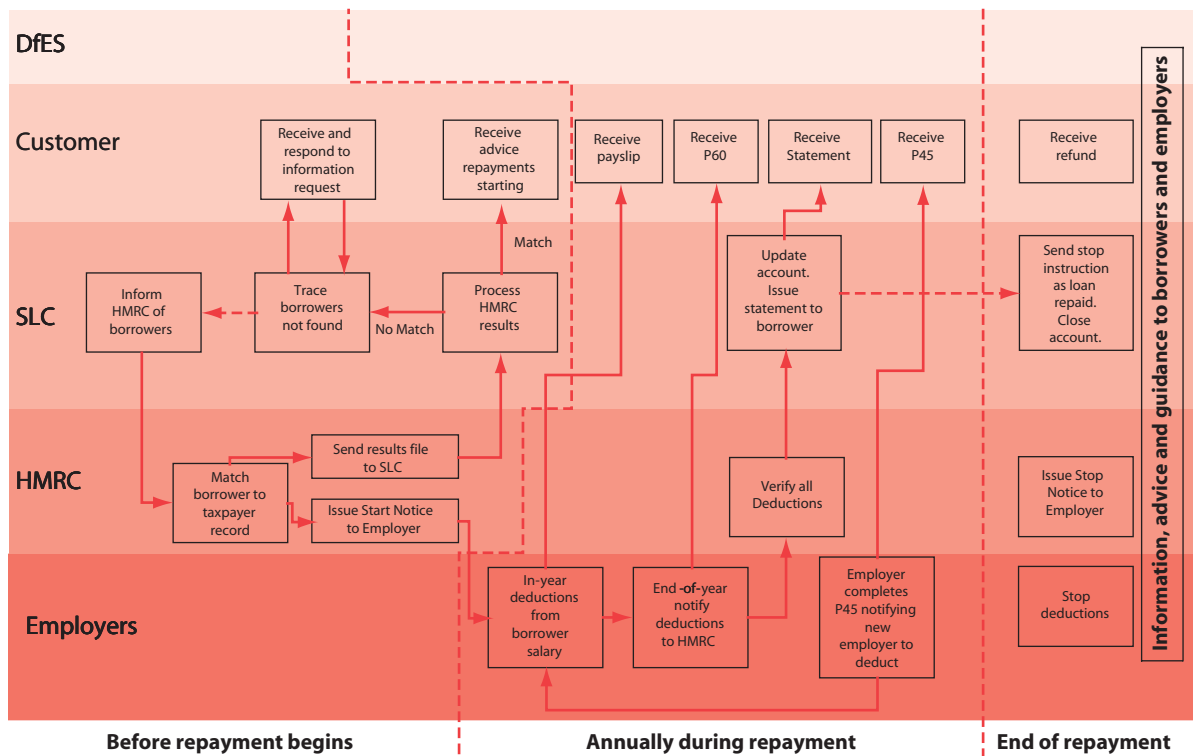 DfES
Customer
Receive and
respond to
information
request
Receive
advice
repayments
starting
Receive
payslip
Receive
P60
Receive
Statement
Receive
P45
Receive
refund
Match
SLC
Inform
HMRC of
borrowers
Trace
borrowers
not found
No Match
Process
HMRC
results
Update
account.
Issue
statement to
borrower
Send stop
instruction
as loan
repaid.
Close
account.
HMRC
Match
borrower to
taxpayer
record
Send results file
to SLC
Issue Start Notice
to Employer
Verify all
Deductions
Issue Stop
Notice to
Employer
Employers
In-year
deductions
from
borrower
salary
End-of-year
notify
deductions
to HMRC
Employer
completes
P45 notifying
new
employer to
deduct
Stop
deductions
Information, advice and guidance to borrowers and employers
Before repayment begins
Annually during repayment
End of repayment